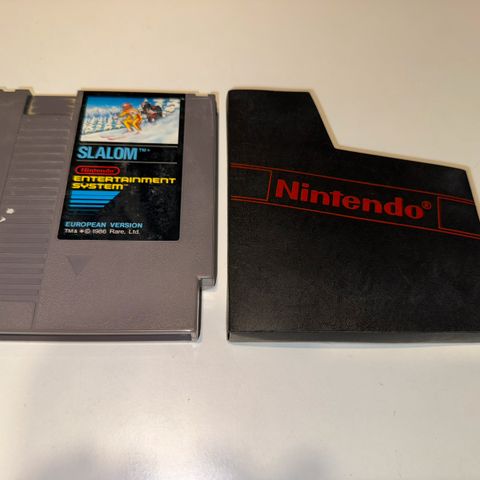 SLALOM™*
Nintendo
ENTERTAINMENT
SYSTEM™
EUROPEAN VERSION
TM & *© 1986 Rare, Ltd.
Nintendo®